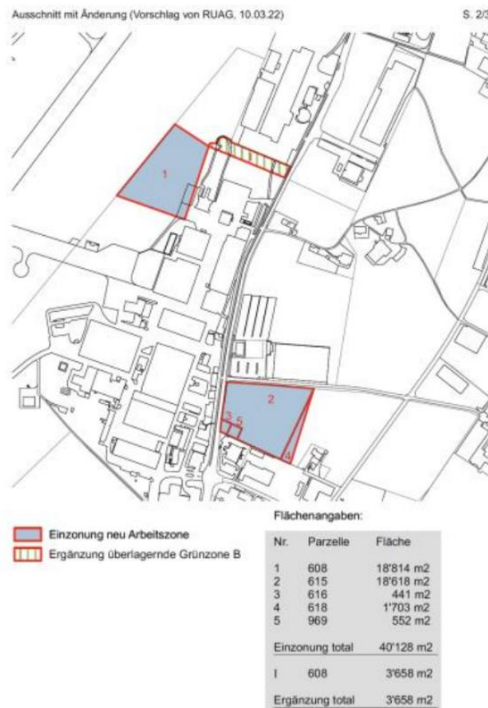 Ausschnitt mit Änderung (Vorschlag von RUAG, 10.03.22) S. 2/3
1
2
3 5
4
Einzonung neu Arbeitszone
Ergänzung überlagernde Grünzone B
Flächenangaben:
Nr. Parzelle Fläche
1 608 18'814 m2
2 615 18'618 m2
3 616 441 m2
4 618 1'703 m2
5 969 552 m2
Einzonung total 40'128 m2
I 608 3'658 m2
Ergänzung total 3'658 m2